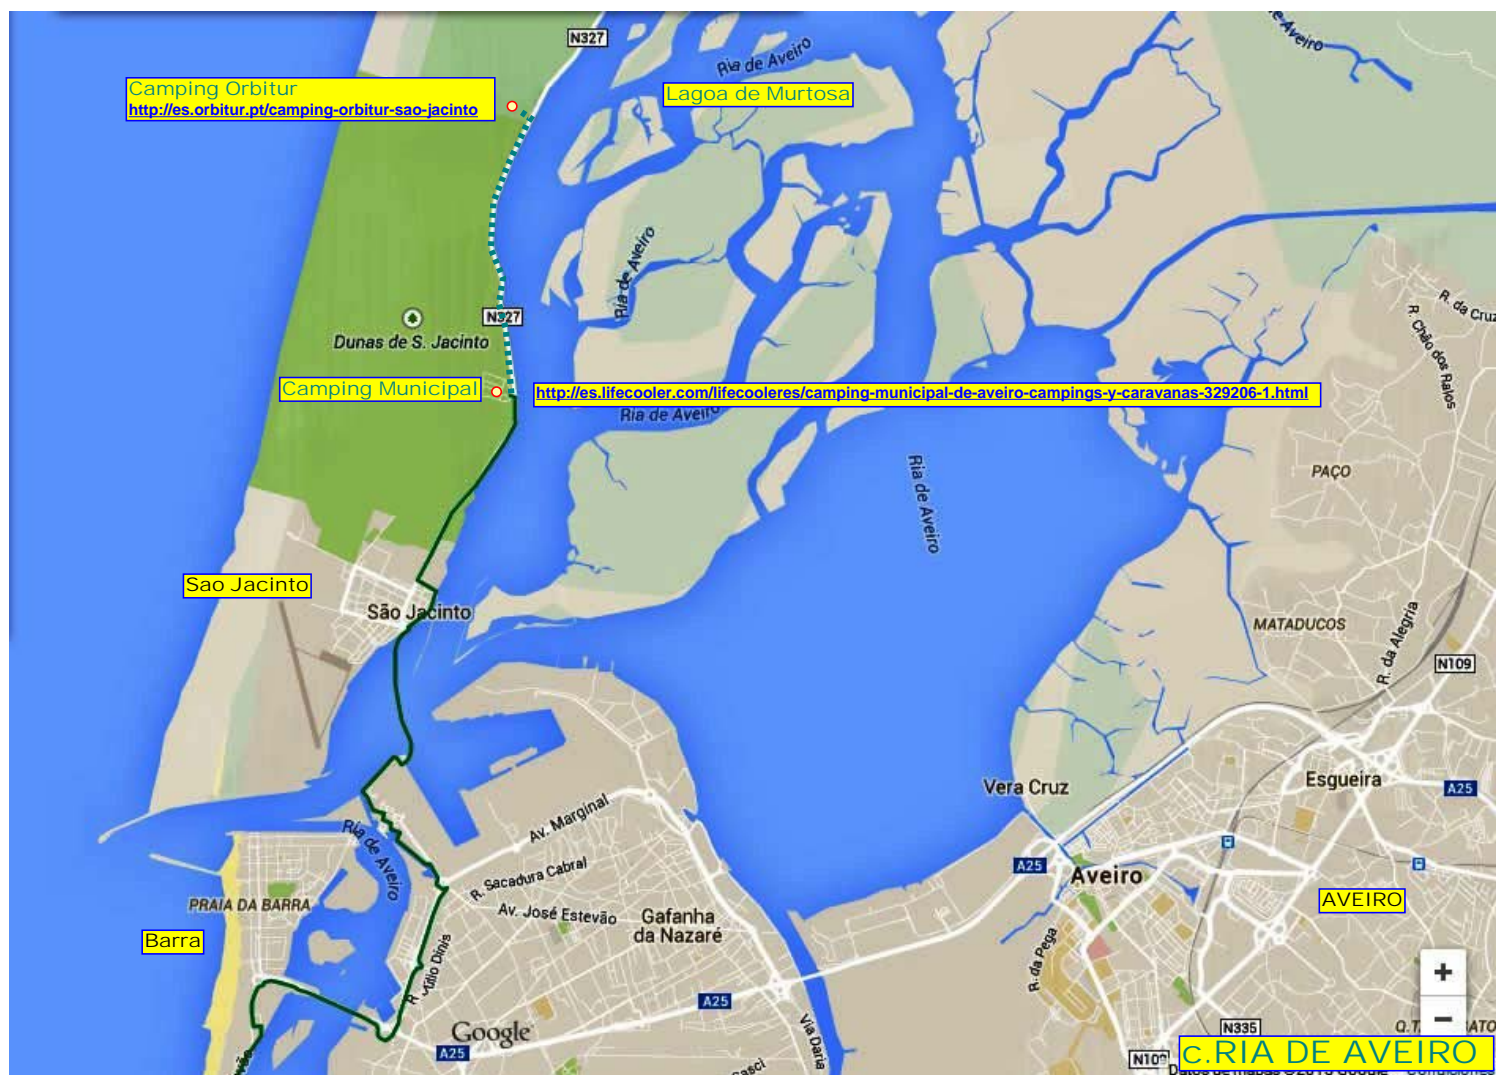 N327
Ria de Aveiro
de Aveiro
Camping Orbitur
http://es.orbitur.pt/camping-orbitur-sao-jacinto
Lagoa de Murtosa
Ria de Aveiro
R. da Cruz
R. Chão dos Ralos
N327
Dunas de S. Jacinto
Camping Municipal
http://es.lifecooler.com/lifecooleres/camping-municipal-de-aveiro-campings-y-caravanas-329206-1.html
Ria de Aveiro
Ria de Aveiro
PAÇO
Sao Jacinto
São Jacinto
MATADUCOS
R. da Alegria
N109
Vera Cruz
Esgueira
A25
Av. Marginal
Ria de Aveiro
R. Sacadura Cabral
A25
Aveiro
PRAIA DA BARRA
Av. José Estevão
Gafanha
da Nazaré
AVEIRO
Barra
R. Júlio Dinis
R. da Pega
+
A25
Google
A25
Via Daria
N335
−
N109
c.RIA DE AVEIRO